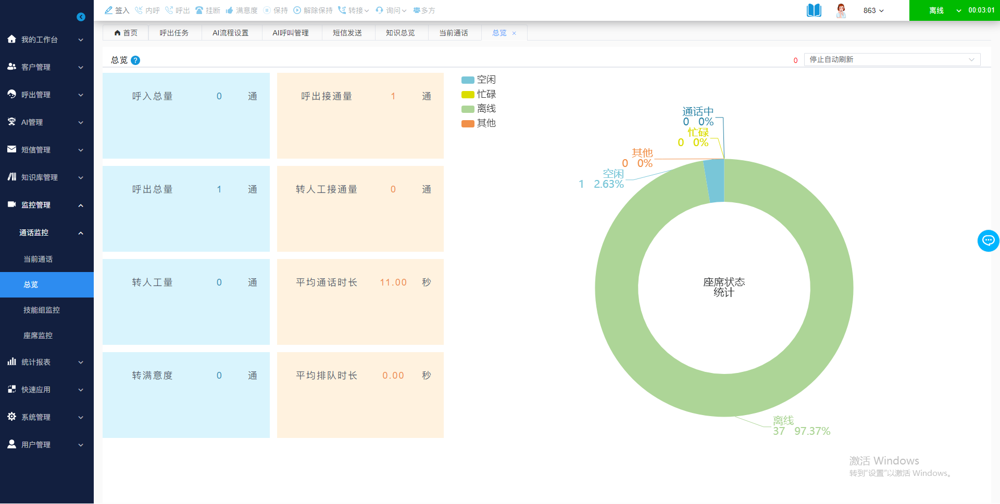 签入 内呼 呼出 挂断 满意度 保持 解除保持 转接 询问 多方
863 离线 00:03:01
首页 呼出任务 AI流程设置 AI呼叫管理 短信发送 知识总览 当前通话 总览 ×
我的工作台
客户管理
呼出管理
AI管理
短信管理
知识库管理
监控管理
通话监控
当前通话
总览
技能组监控
座席监控
统计报表
快速应用
系统管理
用户管理
总览 ?
0 停止自动刷新
呼入总量 0 通
呼出接通量 1 通
呼出总量 1 通
转人工接通量 0 通
转人工量 0 通
平均通话时长 11.00 秒
转满意度 0 通
平均排队时长 0.00 秒
空闲
忙碌
离线
其他
通话中
0 0%
忙碌
0 0%
其他
0 0%
空闲
1 2.63%
座席状态
统计
离线
37 97.37%
激活 Windows
转到"设置"以激活 Windows。